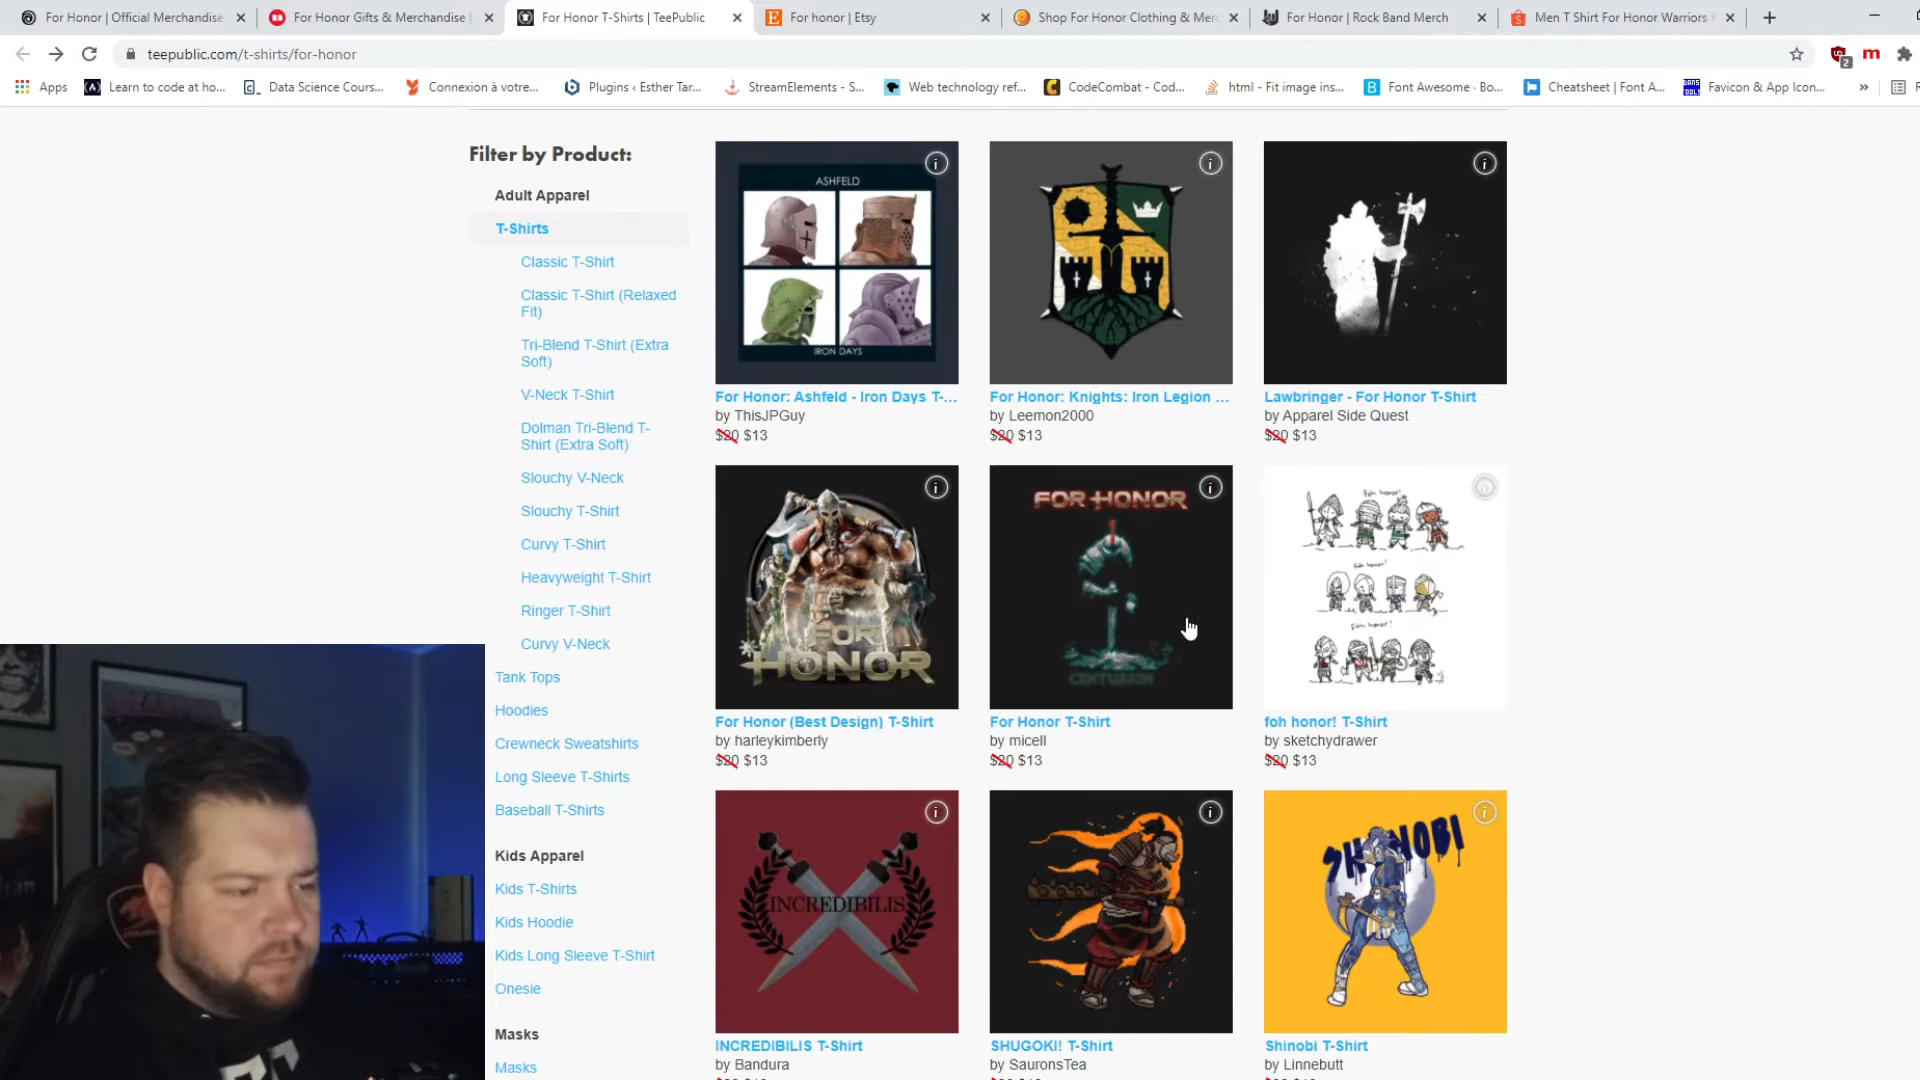 For Honor | Official Merchandise
For Honor Gifts & Merchandise |
For Honor T-Shirts | TeePublic
For honor | Etsy
Shop For Honor Clothing & Merc
For Honor | Rock Band Merch
Men T Shirt For Honor Warriors
teepublic.com/t-shirts/for-honor
2
m
Apps
Learn to code at ho...
Data Science Cours...
Connexion à votre...
Plugins ‹ Esther Tar...
StreamElements - S...
Web technology ref...
CodeCombat - Cod...
html - Fit image ins...
Font Awesome · Bo...
Cheatsheet | Font A...
Favicon & App Icon...
Filter by Product:
Adult Apparel
T-Shirts
Classic T-Shirt
Classic T-Shirt (Relaxed
Fit)
Tri-Blend T-Shirt (Extra
Soft)
V-Neck T-Shirt
Dolman Tri-Blend T-
Shirt (Extra Soft)
Slouchy V-Neck
Slouchy T-Shirt
Curvy T-Shirt
Heavyweight T-Shirt
Ringer T-Shirt
Curvy V-Neck
Tank Tops
Hoodies
Crewneck Sweatshirts
Long Sleeve T-Shirts
Baseball T-Shirts
Kids Apparel
Kids T-Shirts
Kids Hoodie
Kids Long Sleeve T-Shirt
Onesie
Masks
Masks
ASHFELD
IRON DAYS
For Honor: Ashfeld - Iron Days T-...
by ThisJPGuy
$20 $13
For Honor: Knights: Iron Legion ...
by Leemon2000
$20 $13
Lawbringer - For Honor T-Shirt
by Apparel Side Quest
$20 $13
FOR
HONOR
For Honor (Best Design) T-Shirt
by harleykimberly
$20 $13
FOR HONOR
CENTURION
For Honor T-Shirt
by micell
$20 $13
foh honor!
foh honor!
foh honor!
foh honor! T-Shirt
by sketchydrawer
$20 $13
INCREDIBILIS
INCREDIBILIS T-Shirt
by Bandura
SHUGOKI! T-Shirt
by SauronsTea
SHINOBI
Shinobi T-Shirt
by Linnebutt